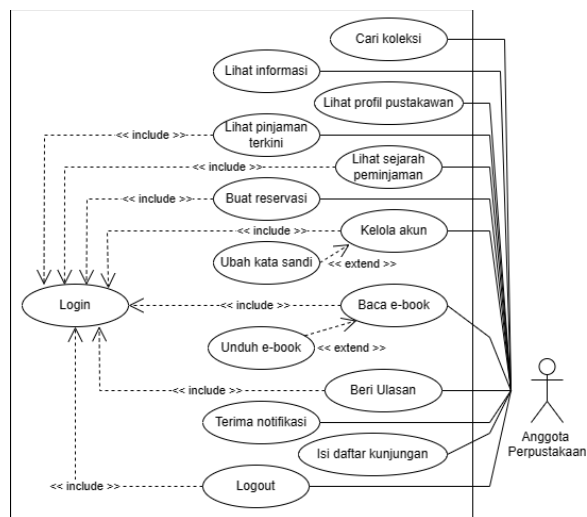 Cari koleksi
Lihat informasi
Lihat profil pustakawan
<< include >>
Lihat pinjaman
terkini
<< include >>
Lihat sejarah
peminjaman
<< include >>
Buat reservasi
<< include >>
Kelola akun
Ubah kata sandi
<< extend >>
Login
<< include >>
Baca e-book
Unduh e-book
<< extend >>
<< include >>
Beri Ulasan
Terima notifikasi
Anggota
Perpustakaan
Isi daftar kunjungan
<< include >>
Logout